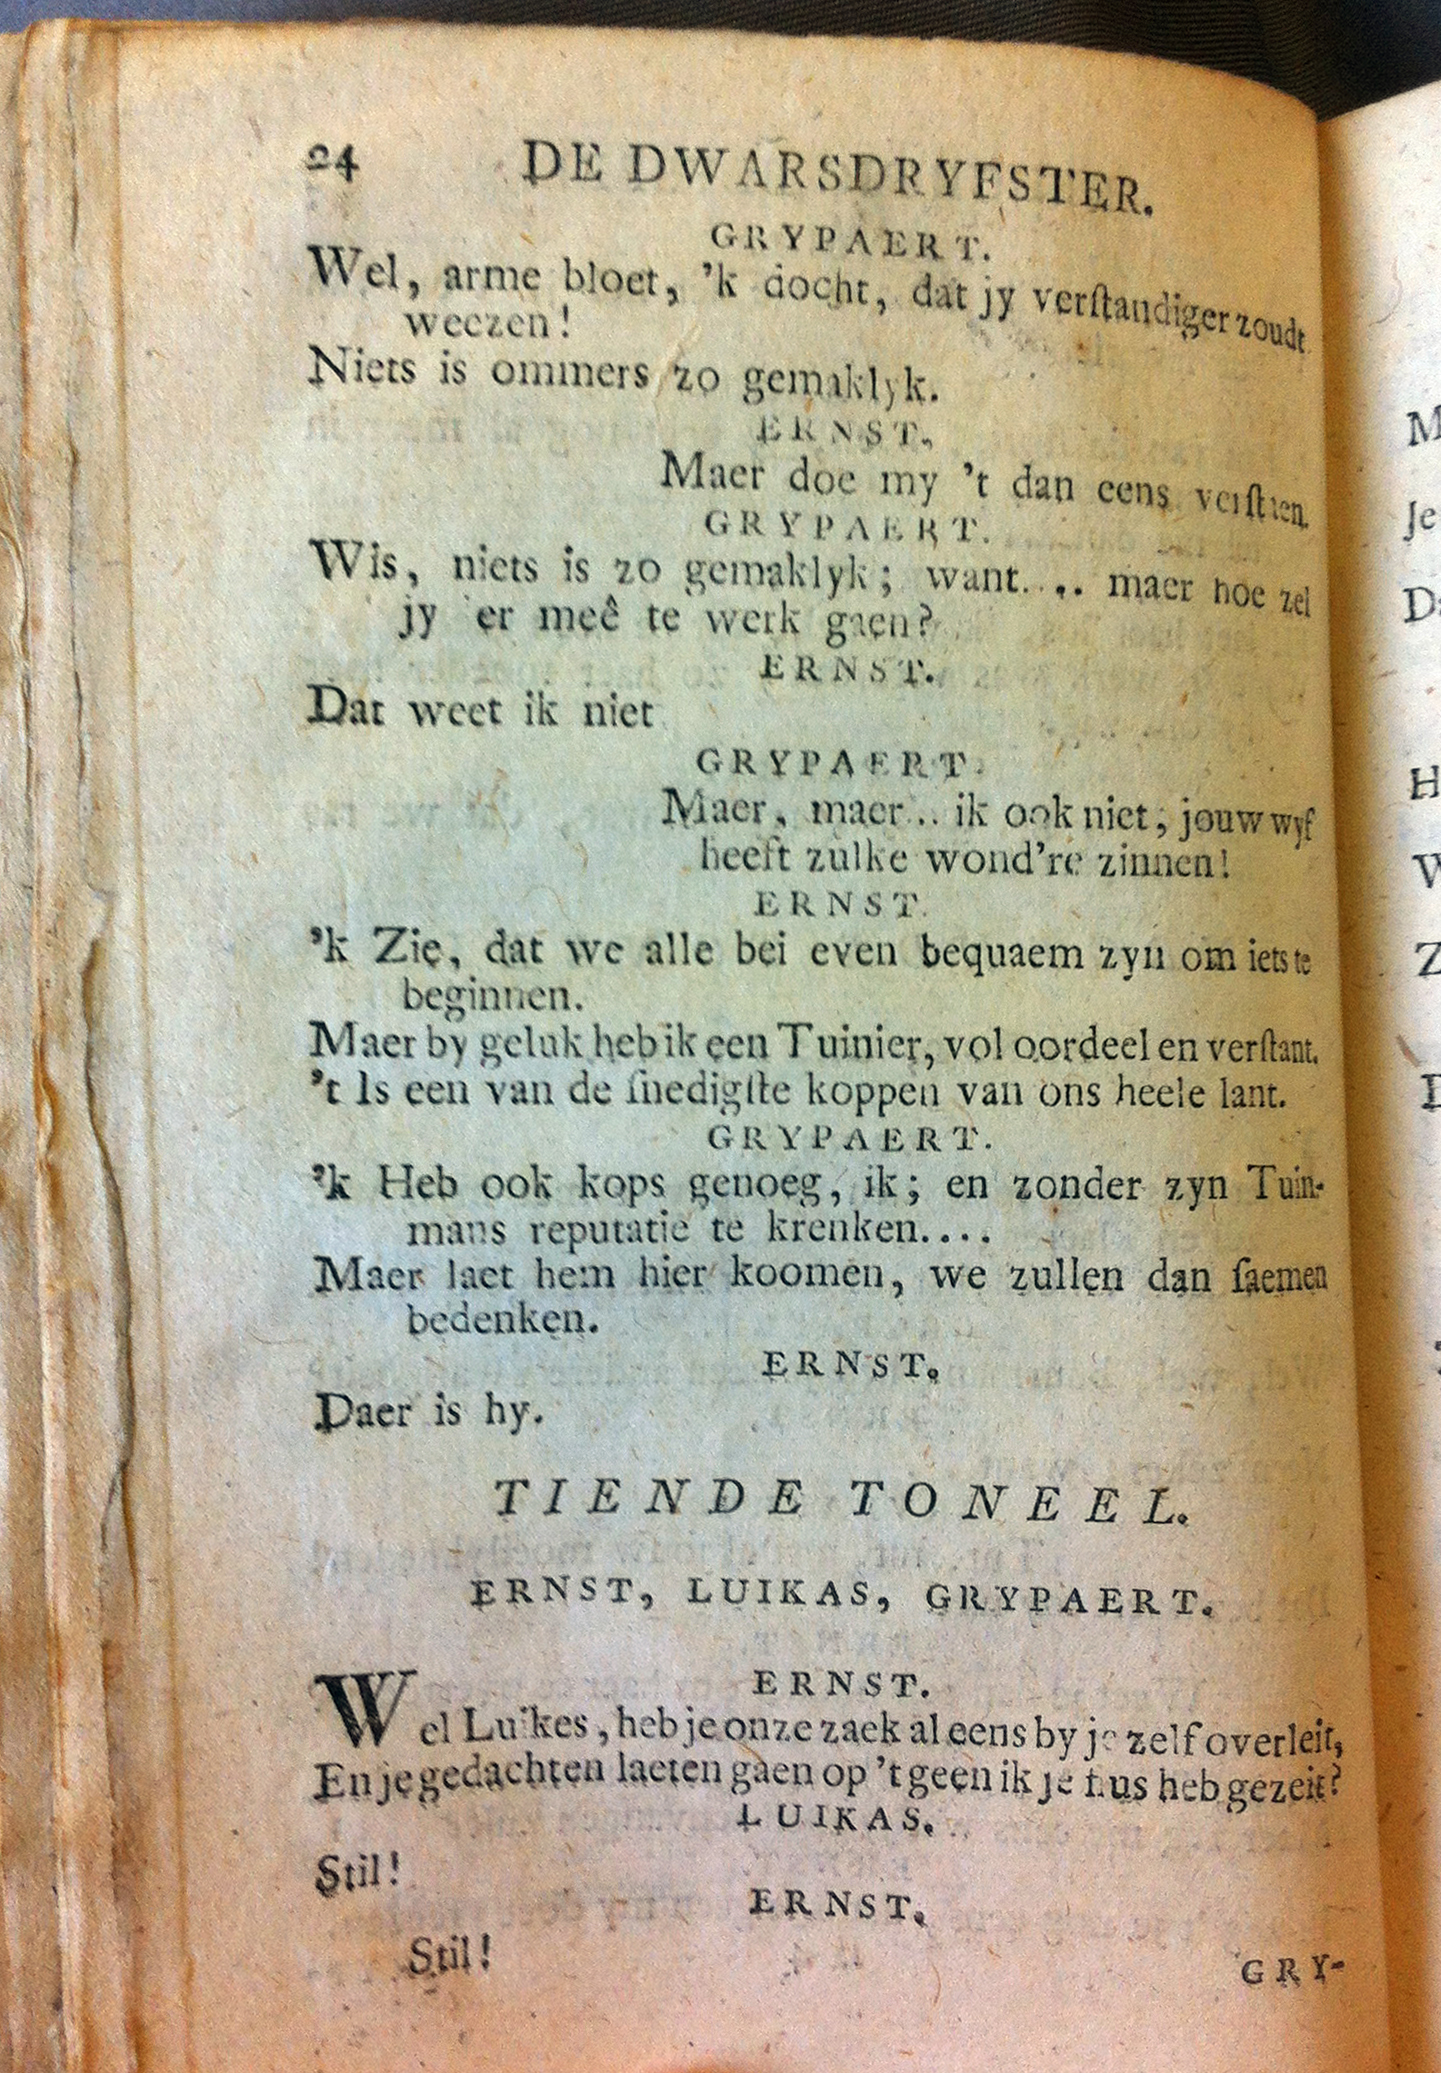 24 DE DWARSDRYFSTER.
GRYPAERT.
Wel, arme bloet, 'k docht, dat jy verſtandiger zoudt
weezen!
Niets is ommers zo gemaklyk.
ERNST.
Maer doe my 't dan eens verſtaen.
GRYPAERT.
Wis, niets is zo gemaklyk; want.... maer hoe zel
jy er meê te werk gaen?
ERNST.
Dat weet ik niet
GRYPAERT.
Maer, maer.. ik ook niet; jouw wyf
heeft zulke wond're zinnen!
ERNST.
'k Zie, dat we alle bei even bequaem zyn om iets te
beginnen.
Maer by geluk heb ik een Tuinier, vol oordeel en verſtant.
't Is een van de ſnedigſte koppen van ons heele lant.
GRYPAERT.
'k Heb ook kops genoeg, ik; en zonder zyn Tuin-
mans reputatie te krenken....
Maer laet hem hier koomen, we zullen dan ſaemen
bedenken.
ERNST.
Daer is hy.
TIENDE TONEEL.
ERNST, LUIKAS, GRYPAERT.
ERNST.
Wel Luikes, heb je onze zaek al eens by je zelf overleit,
En je gedachten laeten gaen op 't geen ik je flus heb gezeit?
LUIKAS.
Stil!
ERNST.
Stil!
GRY-
M
Je
H
W
Z